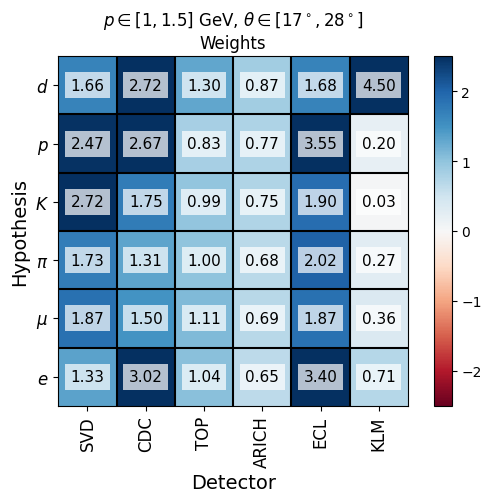 p ∈ [1, 1.5] GeV, θ ∈ [17°, 28°]
Weights
d 1.66 2.72 1.30 0.87 1.68 4.50
p 2.47 2.67 0.83 0.77 3.55 0.20
K 2.72 1.75 0.99 0.75 1.90 0.03
π 1.73 1.31 1.00 0.68 2.02 0.27
μ 1.87 1.50 1.11 0.69 1.87 0.36
e 1.33 3.02 1.04 0.65 3.40 0.71
SVD CDC TOP ARICH ECL KLM
Detector
Hypothesis
2
1
0
−1
−2